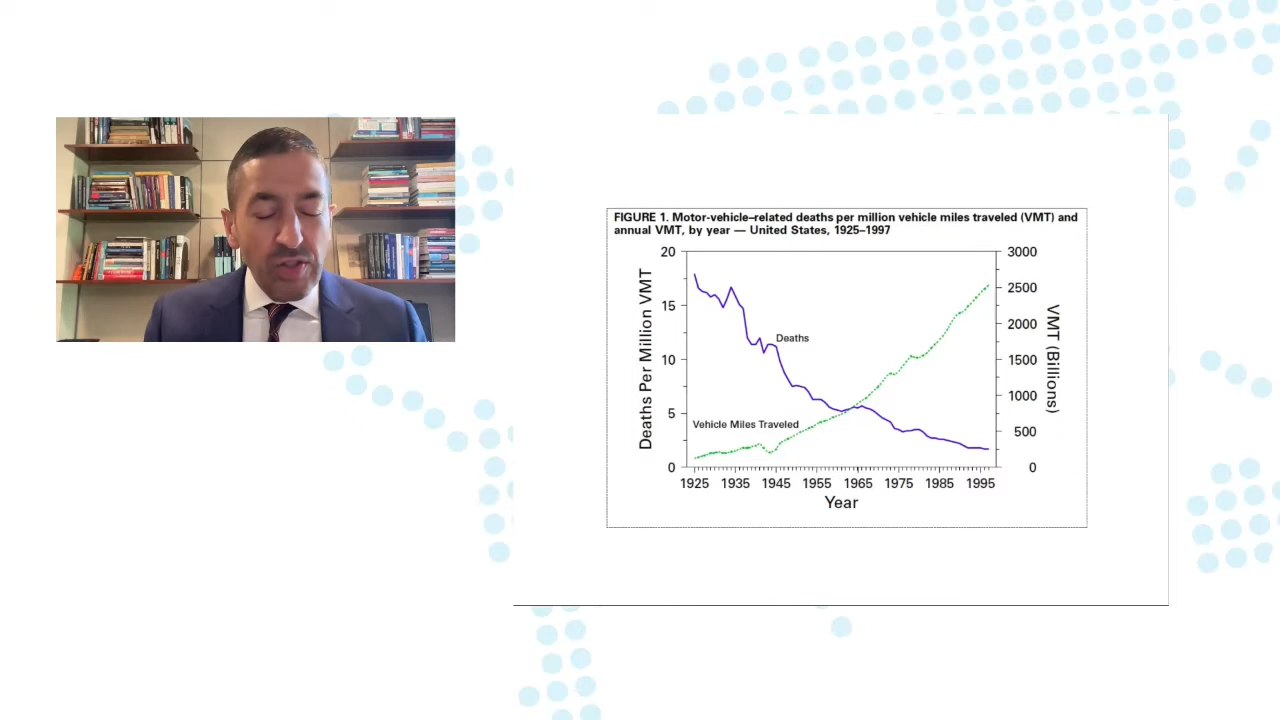 FIGURE 1. Motor-vehicle–related deaths per million vehicle miles traveled (VMT) and
annual VMT, by year — United States, 1925–1997
20
15
10
5
0
Deaths Per Million VMT
3000
2500
2000
1500
1000
500
0
VMT (Billions)
Deaths
Vehicle Miles Traveled
1925 1935 1945 1955 1965 1975 1985 1995
Year